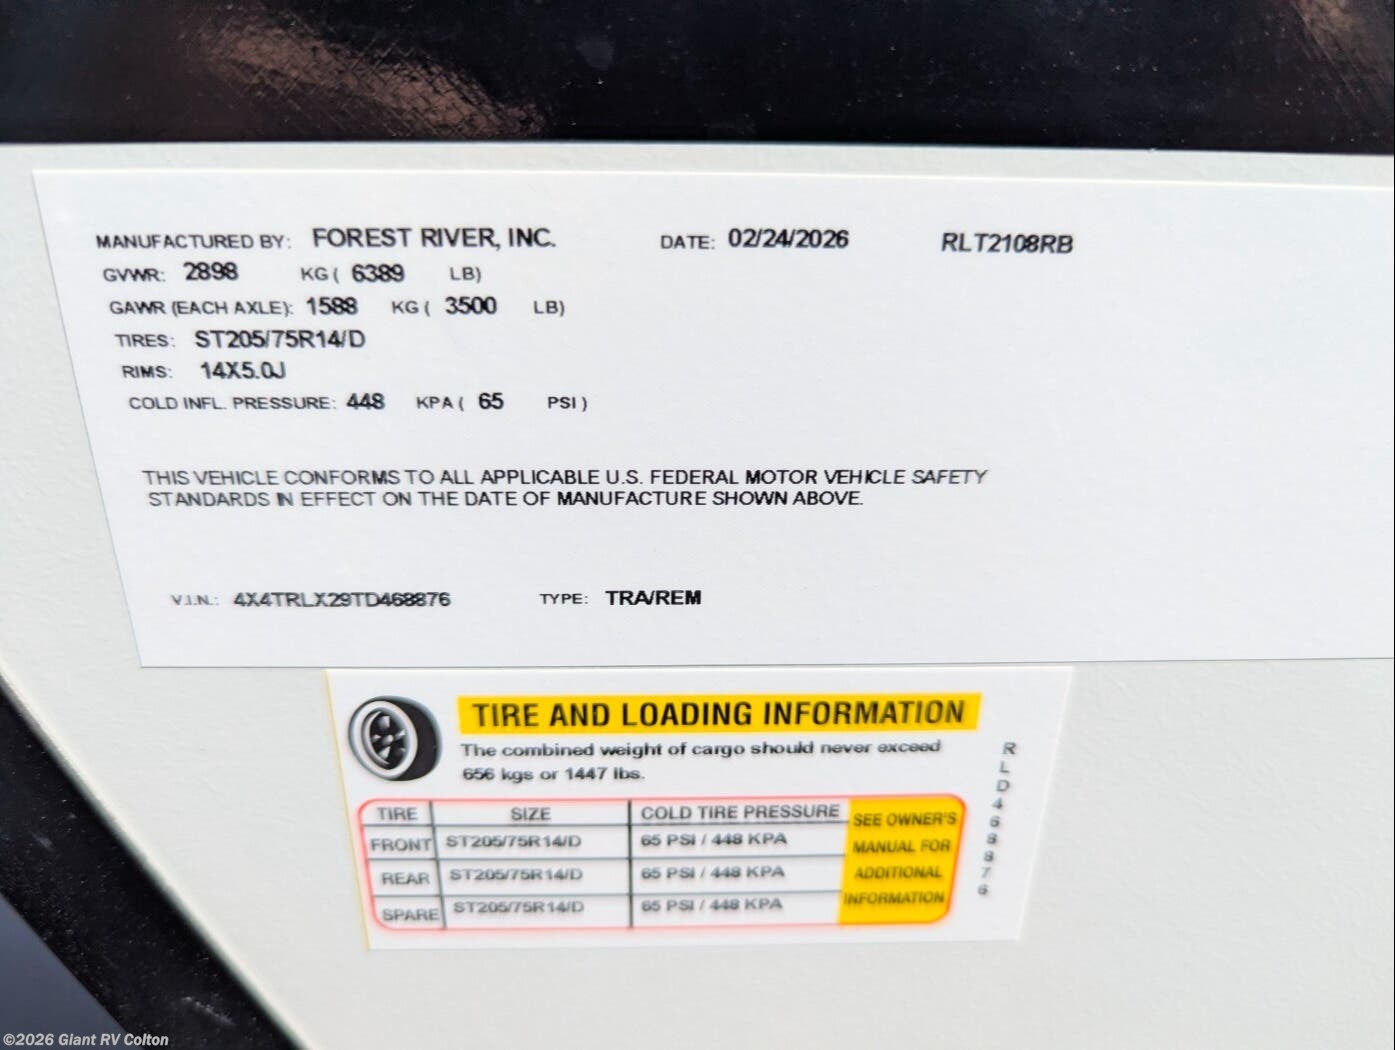 MANUFACTURED BY: FOREST RIVER, INC. DATE: 02/24/2026 RLT2108RB
GVWR: 2898 KG ( 6389 LB)
GAWR (EACH AXLE): 1588 KG ( 3500 LB)
TIRES: ST205/75R14/D
RIMS: 14X5.0J
COLD INFL. PRESSURE: 448 KPA ( 65 PSI )
THIS VEHICLE CONFORMS TO ALL APPLICABLE U.S. FEDERAL MOTOR VEHICLE SAFETY
STANDARDS IN EFFECT ON THE DATE OF MANUFACTURE SHOWN ABOVE.
V.I.N.: 4X4TRLX29TD468876 TYPE: TRA/REM
TIRE AND LOADING INFORMATION
The combined weight of cargo should never exceed
656 kgs or 1447 lbs.
TIRE SIZE COLD TIRE PRESSURE
FRONT ST205/75R14/D 65 PSI / 448 KPA
REAR ST205/75R14/D 65 PSI / 448 KPA
SPARE ST205/75R14/D 65 PSI / 448 KPA
SEE OWNER'S
MANUAL FOR
ADDITIONAL
INFORMATION
RLD468876
©2026 Giant RV Colton